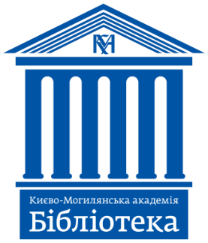 Києво-Могилянська академія
Бібліотека